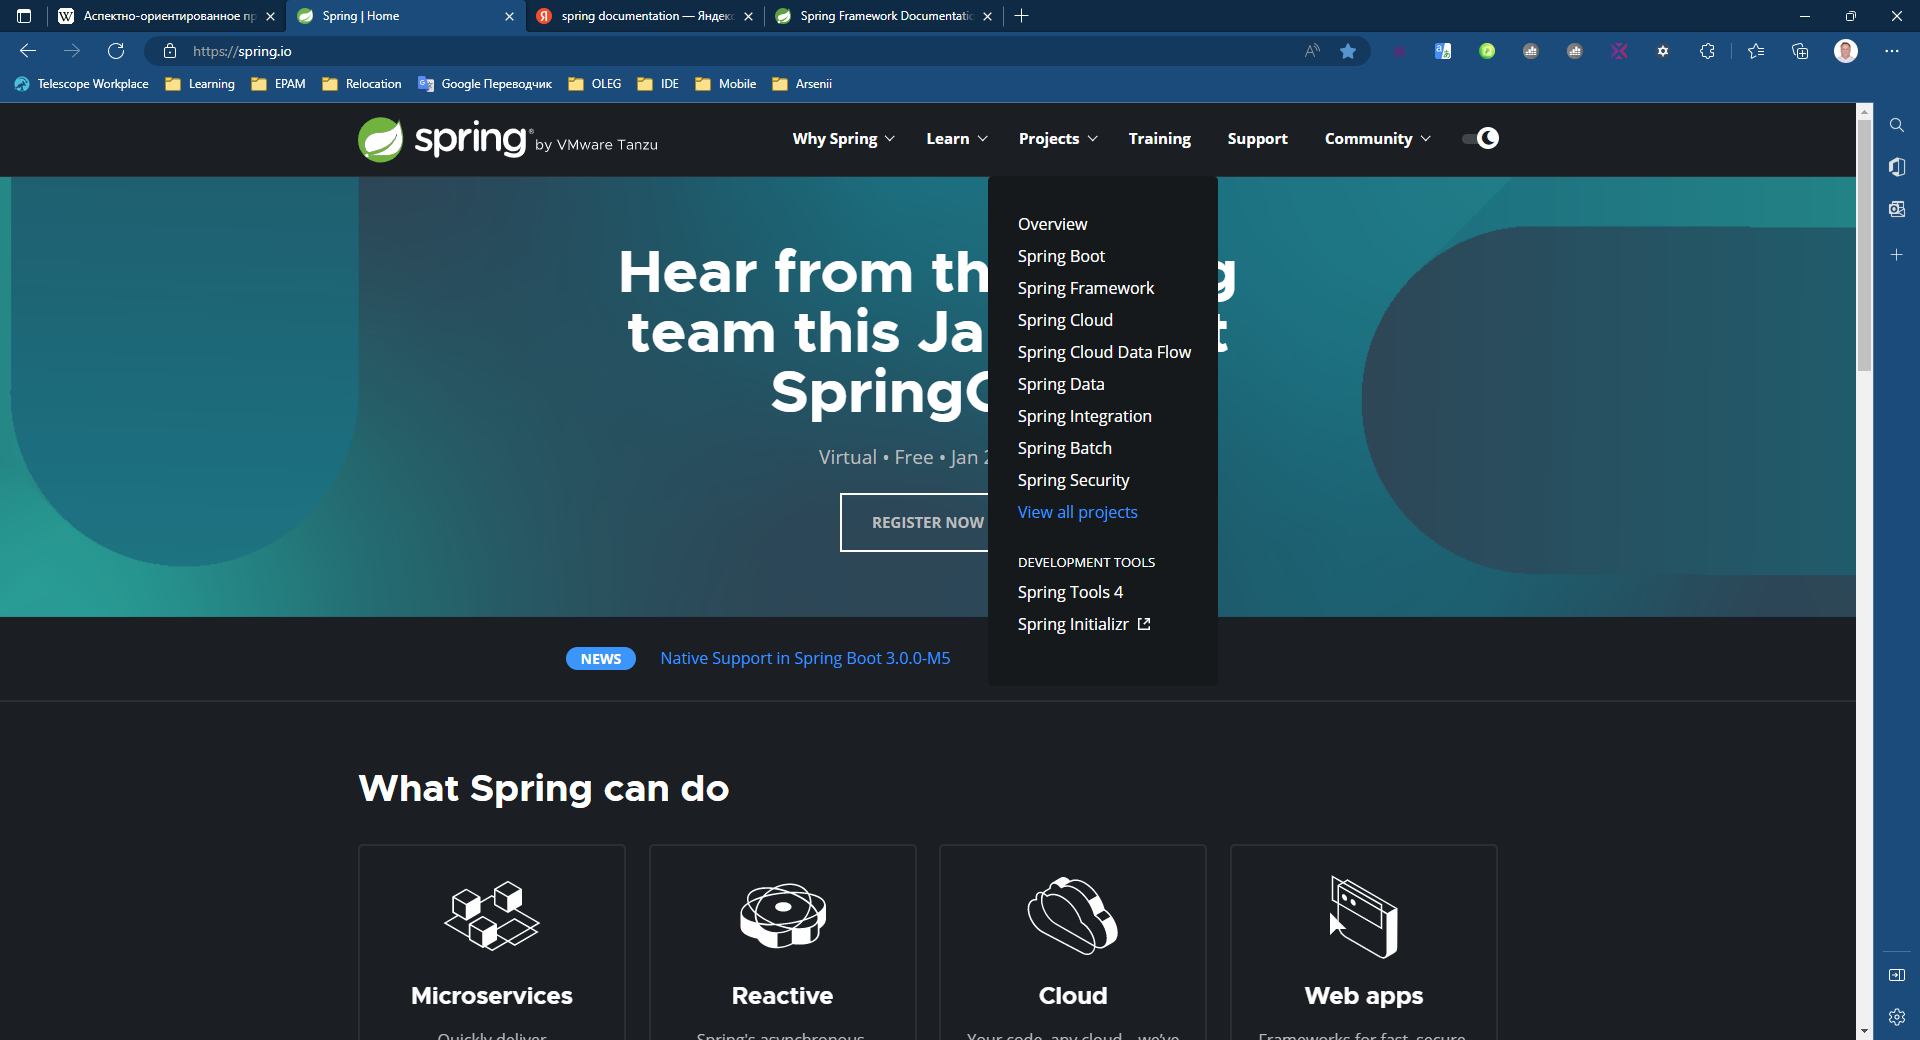 Аспектно-ориентированное пр
Spring | Home
spring documentation — Яндекс
Spring Framework Documentatio
https://spring.io
Telescope Workplace
Learning
EPAM
Relocation
Google Переводчик
OLEG
IDE
Mobile
Arsenii
spring® by VMware Tanzu
Why Spring
Learn
Projects
Training
Support
Community
Overview
Spring Boot
Spring Framework
Spring Cloud
Spring Cloud Data Flow
Spring Data
Spring Integration
Spring Batch
Spring Security
View all projects
DEVELOPMENT TOOLS
Spring Tools 4
Spring Initializr
Hear from th g
team this Ja t
Spring
Virtual • Free • Jan 2
REGISTER NOW
NEWS
Native Support in Spring Boot 3.0.0-M5
What Spring can do
Microservices
Reactive
Cloud
Web apps
Quickly deliver
Spring's asynchronous,
Your code, any cloud—we've
Frameworks for fast, secure,